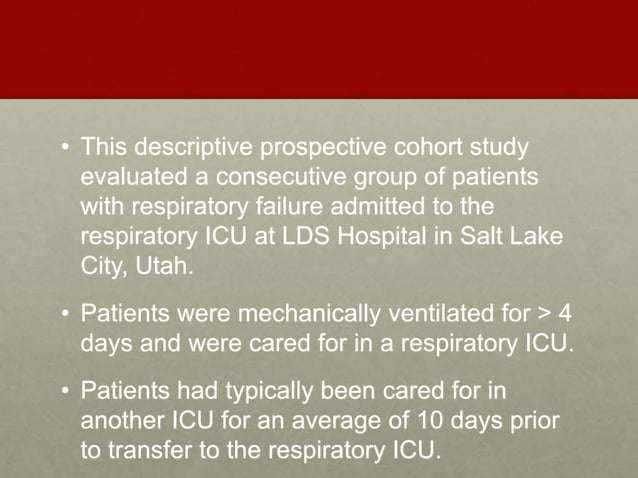 • This descriptive prospective cohort study
evaluated a consecutive group of patients
with respiratory failure admitted to the
respiratory ICU at LDS Hospital in Salt Lake
City, Utah.
• Patients were mechanically ventilated for > 4
days and were cared for in a respiratory ICU.
• Patients had typically been cared for in
another ICU for an average of 10 days prior
to transfer to the respiratory ICU.